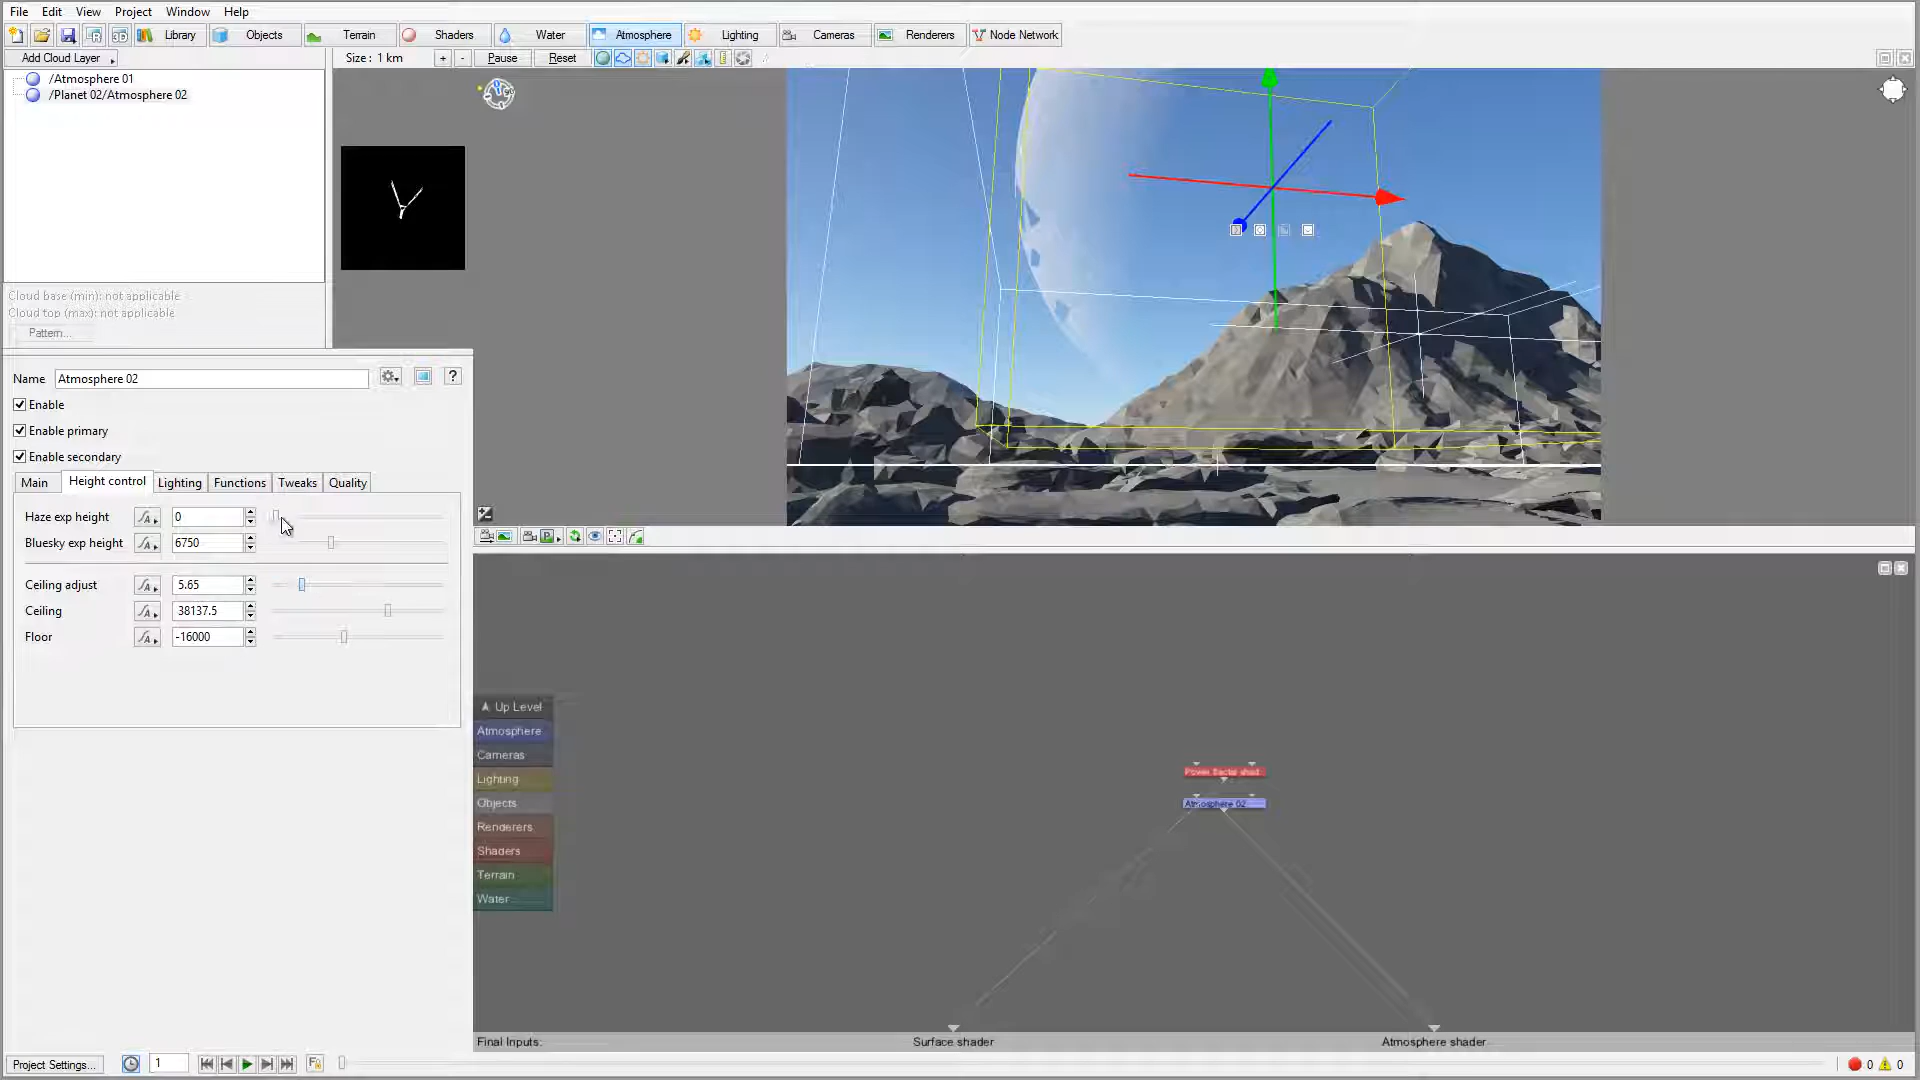 File Edit View Project Window Help
Library Objects Terrain Shaders Water Atmosphere Lighting Cameras Renderers Node Network
Add Cloud Layer
Size : 1 km + - Pause Reset
/Atmosphere 01
/Planet 02/Atmosphere 02
Cloud base (min): not applicable
Cloud top (max): not applicable
Pattern...
Name Atmosphere 02 ?
Enable
Enable primary
Enable secondary
Main Height control Lighting Functions Tweaks Quality
Haze exp height 0
Bluesky exp height 6750
Ceiling adjust 5.65
Ceiling 38137.5
Floor -16000
Up Level
Atmosphere
Cameras
Lighting
Objects
Renderers
Shaders
Terrain
Water
Power fractal shad
Atmosphere 02
Final Inputs: Surface shader Atmosphere shader
Project Settings... 1 0 0